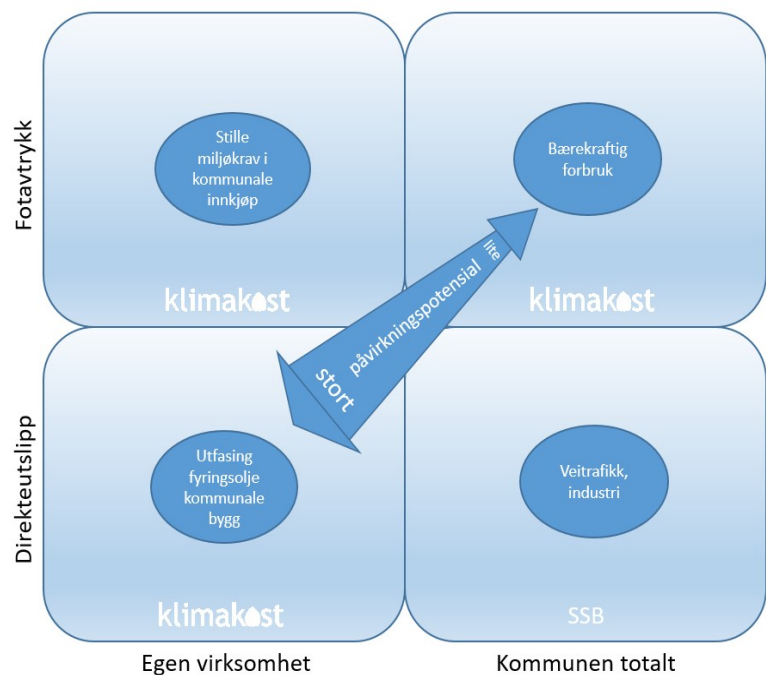 Fotavtrykk
Stille
miljøkrav i
kommunale
innkjøp
klimakost
Bærekraftig
forbruk
klimakost
stort påvirkningspotensial lite
Direkteutslipp
Utfasing
fyringsolje
kommunale
bygg
klimakost
Veitrafikk,
industri
SSB
Egen virksomhet
Kommunen totalt